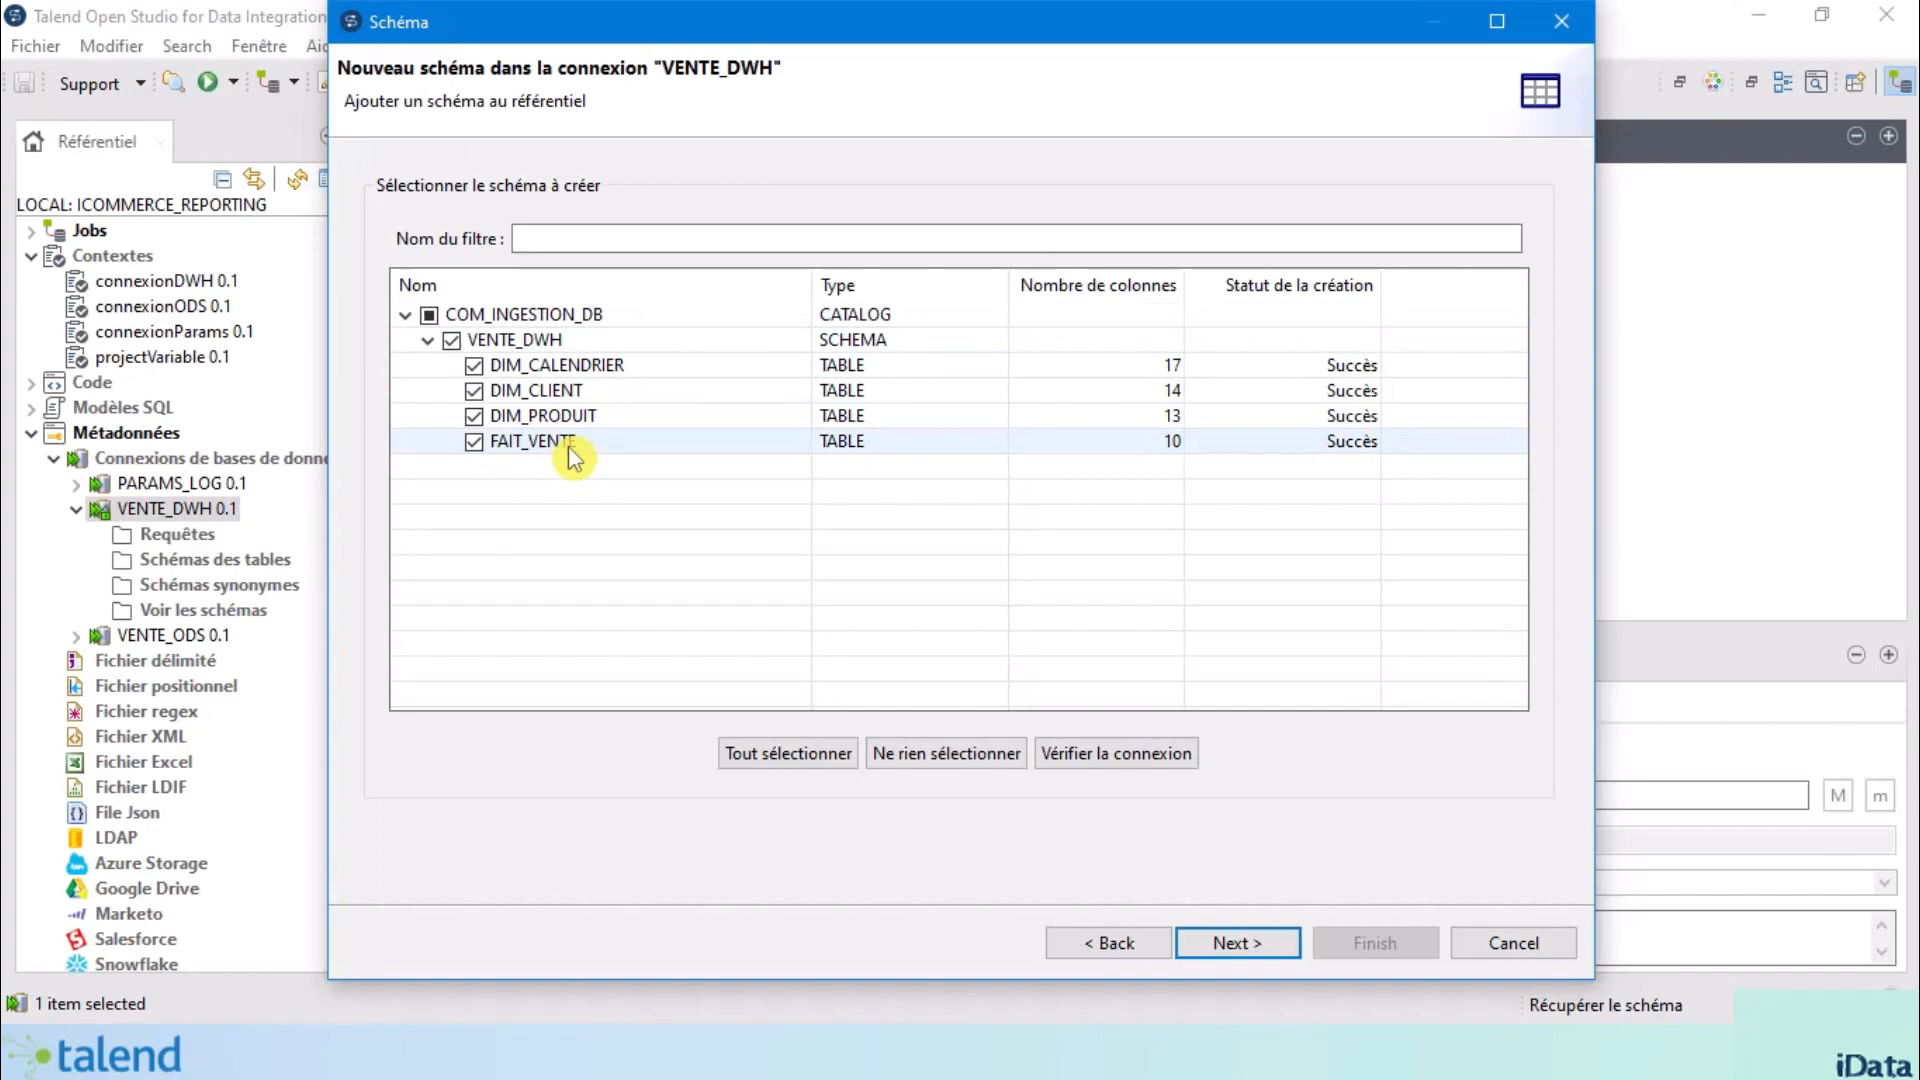 Talend Open Studio for Data Integration
Fichier Modifier Search Fenêtre
Support
Référentiel
LOCAL: ICOMMERCE_REPORTING
Jobs
Contextes
connexionDWH 0.1
connexionODS 0.1
connexionParams 0.1
projectVariable 0.1
Code
Modèles SQL
Métadonnées
Connexions de bases de donne
PARAMS_LOG 0.1
VENTE_DWH 0.1
Requêtes
Schémas des tables
Schémas synonymes
Voir les schémas
VENTE_ODS 0.1
Fichier délimité
Fichier positionnel
Fichier regex
Fichier XML
Fichier Excel
Fichier LDIF
File Json
LDAP
Azure Storage
Google Drive
Marketo
Salesforce
Snowflake
Schéma
Nouveau schéma dans la connexion "VENTE_DWH"
Ajouter un schéma au référentiel
Sélectionner le schéma à créer
Nom du filtre :
Nom Type Nombre de colonnes Statut de la création
COM_INGESTION_DB CATALOG
VENTE_DWH SCHEMA
DIM_CALENDRIER TABLE 17 Succès
DIM_CLIENT TABLE 14 Succès
DIM_PRODUIT TABLE 13 Succès
FAIT_VENTE TABLE 10 Succès
Tout sélectionner Ne rien sélectionner Vérifier la connexion
< Back Next > Finish Cancel
M m
1 item selected
Récupérer le schéma
talend
iData